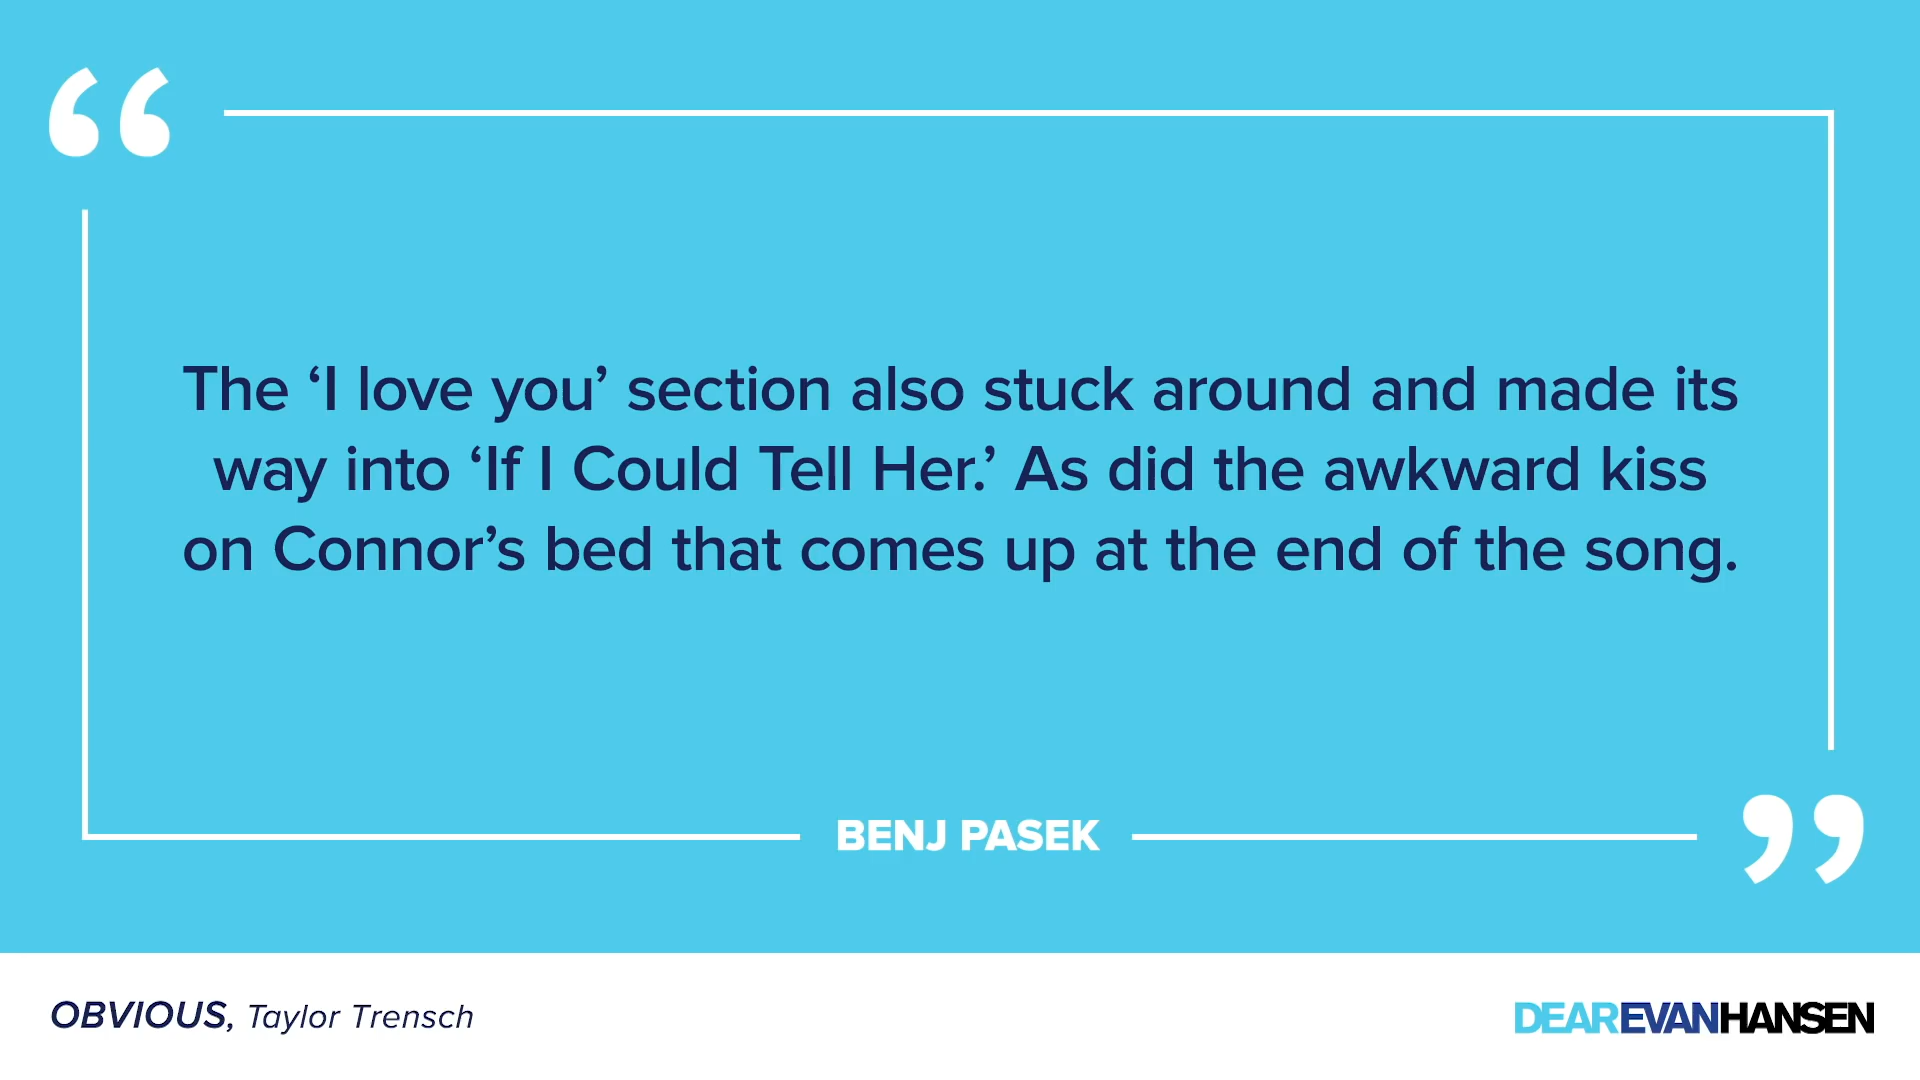 “
The ‘I love you’ section also stuck around and made its
way into ‘If I Could Tell Her.’ As did the awkward kiss
on Connor’s bed that comes up at the end of the song.
BENJ PASEK
”
OBVIOUS, Taylor Trensch
DEAREVANHANSEN